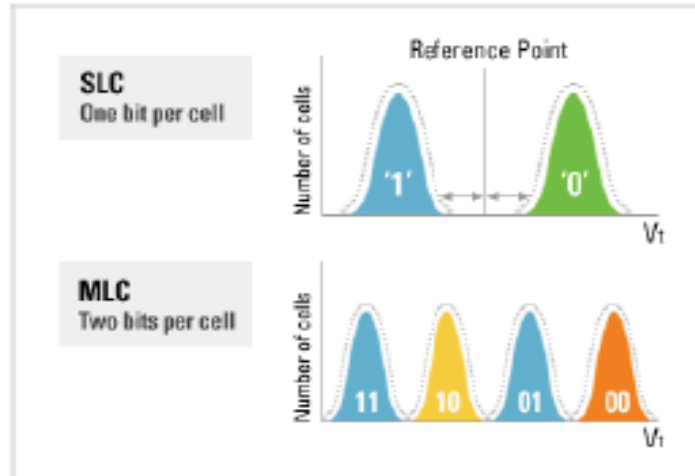 SLC
One bit per cell
Reference Point
Number of cells
'1'
'0'
Vt
MLC
Two bits per cell
Number of cells
11
10
01
00
Vt